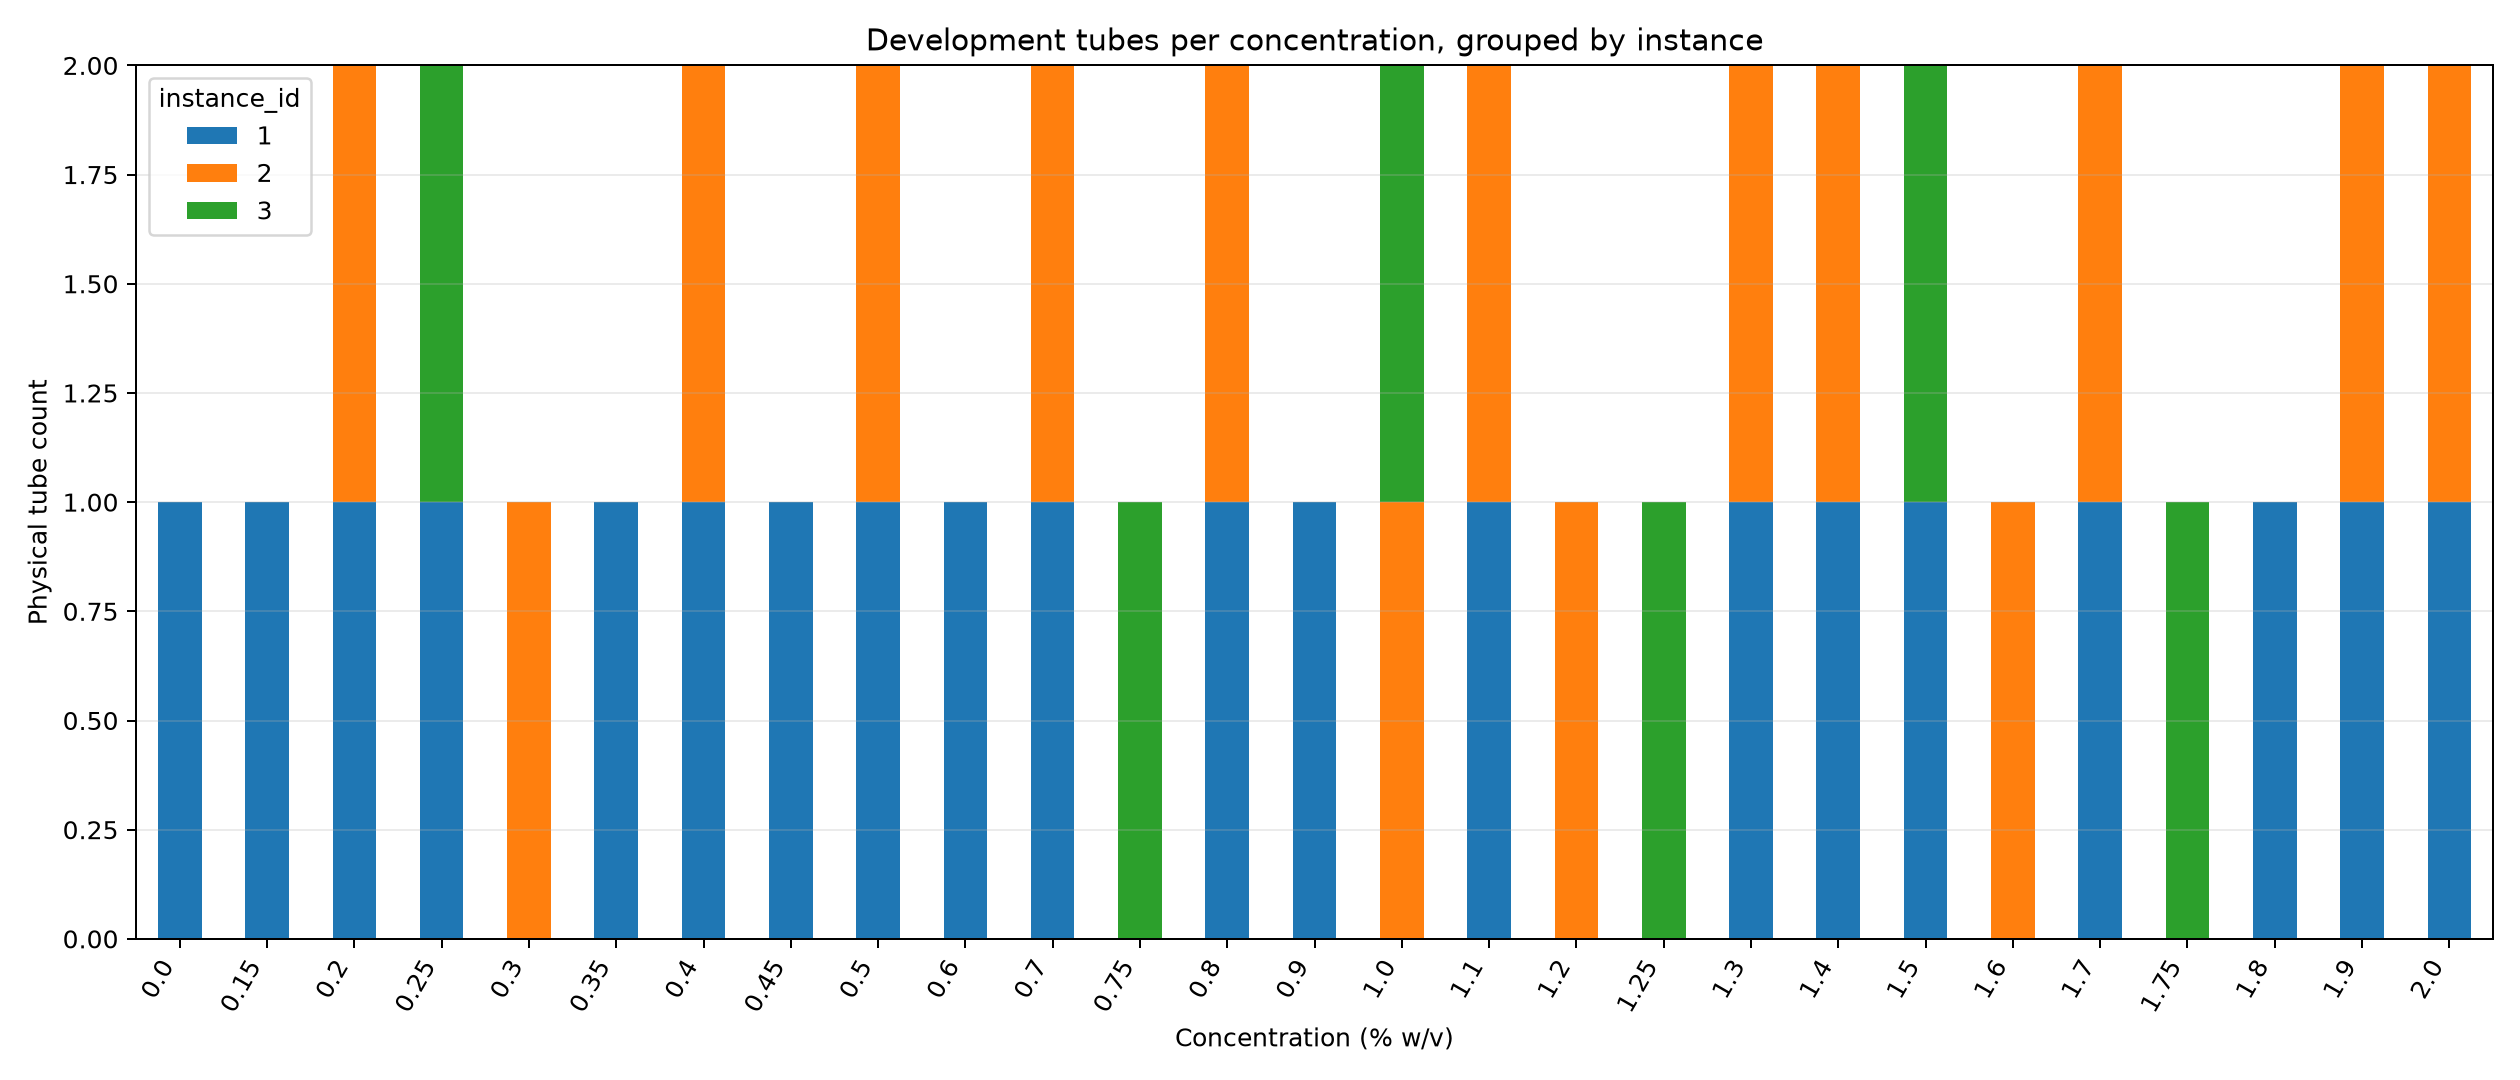 Development tubes per concentration, grouped by instance
instance_id
1
2
3
Physical tube count
2.00
1.75
1.50
1.25
1.00
0.75
0.50
0.25
0.00
0.0 0.15 0.2 0.25 0.3 0.35 0.4 0.45 0.5 0.6 0.7 0.75 0.8 0.9 1.0 1.1 1.2 1.25 1.3 1.4 1.5 1.6 1.7 1.75 1.8 1.9 2.0
Concentration (% w/v)